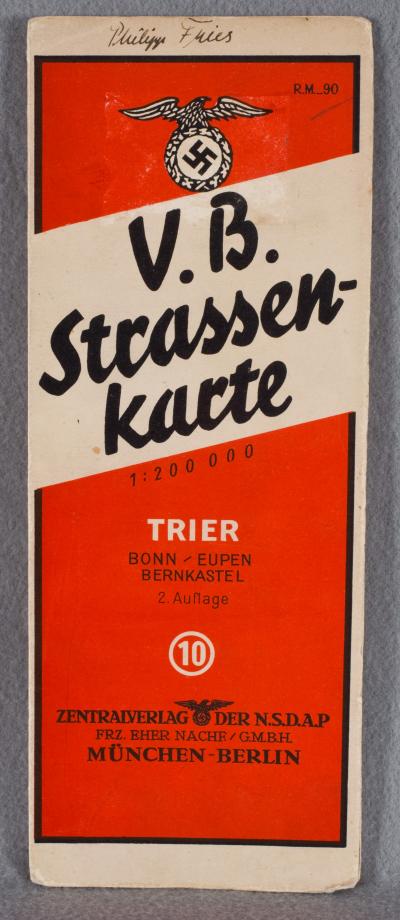 Philipp Fries
R.M. -.90
V. B.
Strassen-
karte
1:200 000
TRIER
BONN / EUPEN
BERNKASTEL
2. Auflage
10
ZENTRALVERLAG DER N.S.D.A.P
FRZ. EHER NACHF / G.M.B.H.
MÜNCHEN-BERLIN